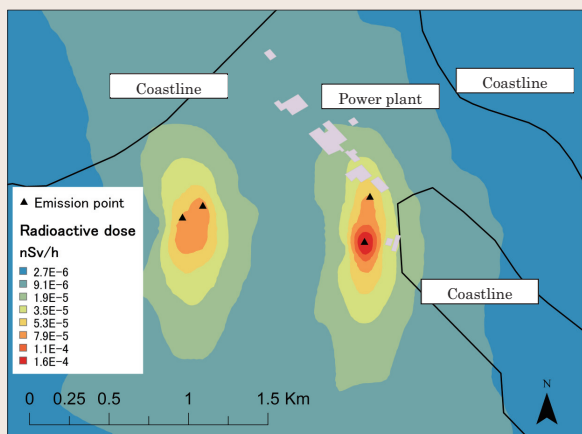 Coastline
Coastline
Power plant
Emission point
Radioactive dose
nSv/h
2.7E-6
9.1E-6
1.9E-5
3.5E-5
5.3E-5
7.9E-5
1.1E-4
1.6E-4
Coastline
N
0 0.25 0.5 1 1.5 Km